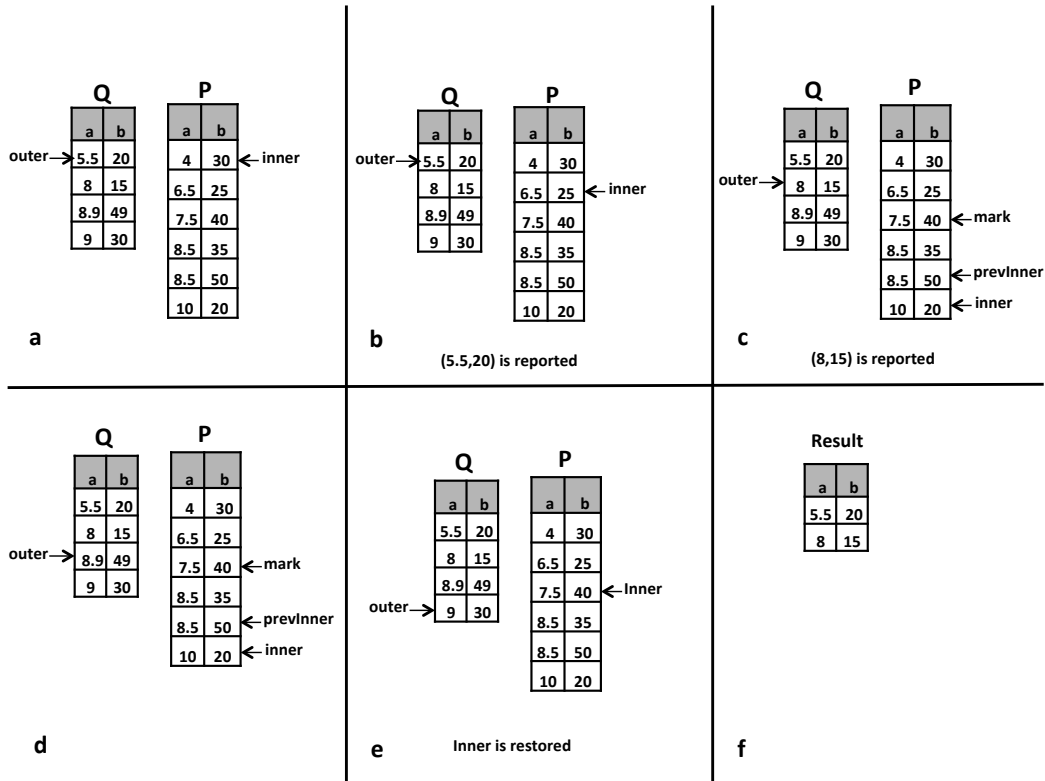 Q P
a b a b
outer 5.5 20 4 30 inner
8 15 6.5 25
8.9 49 7.5 40
9 30 8.5 35
8.5 50
10 20
a
Q P
a b a b
outer 5.5 20 4 30
8 15 6.5 25 inner
8.9 49 7.5 40
9 30 8.5 35
8.5 50
10 20
b
(5.5,20) is reported
Q P
a b a b
5.5 20 4 30
outer 8 15 6.5 25
8.9 49 7.5 40 mark
9 30 8.5 35
8.5 50 prevInner
10 20 inner
c
(8,15) is reported
Q P
a b a b
5.5 20 4 30
8 15 6.5 25
outer 8.9 49 7.5 40 mark
9 30 8.5 35
8.5 50 prevInner
10 20 inner
d
Q P
a b a b
5.5 20 4 30
8 15 6.5 25
8.9 49 7.5 40 Inner
outer 9 30 8.5 35
8.5 50
10 20
e Inner is restored
Result
a b
5.5 20
8 15
f